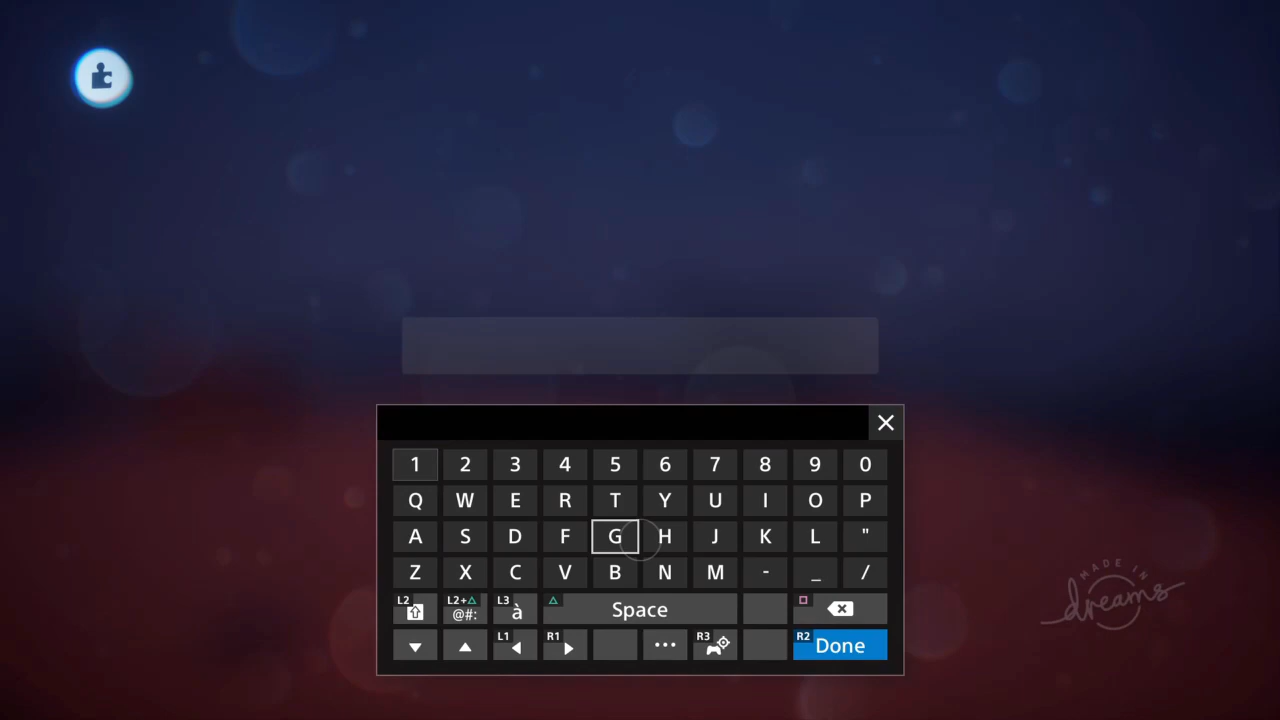 1 2 3 4 5 6 7 8 9 0
Q W E R T Y U I O P
A S D F G H J K L "
Z X C V B N M - _ /
L2 L2+△ @#: L3 à △ Space
L1 R1 ... R3 R2 Done
MADE IN
dreams